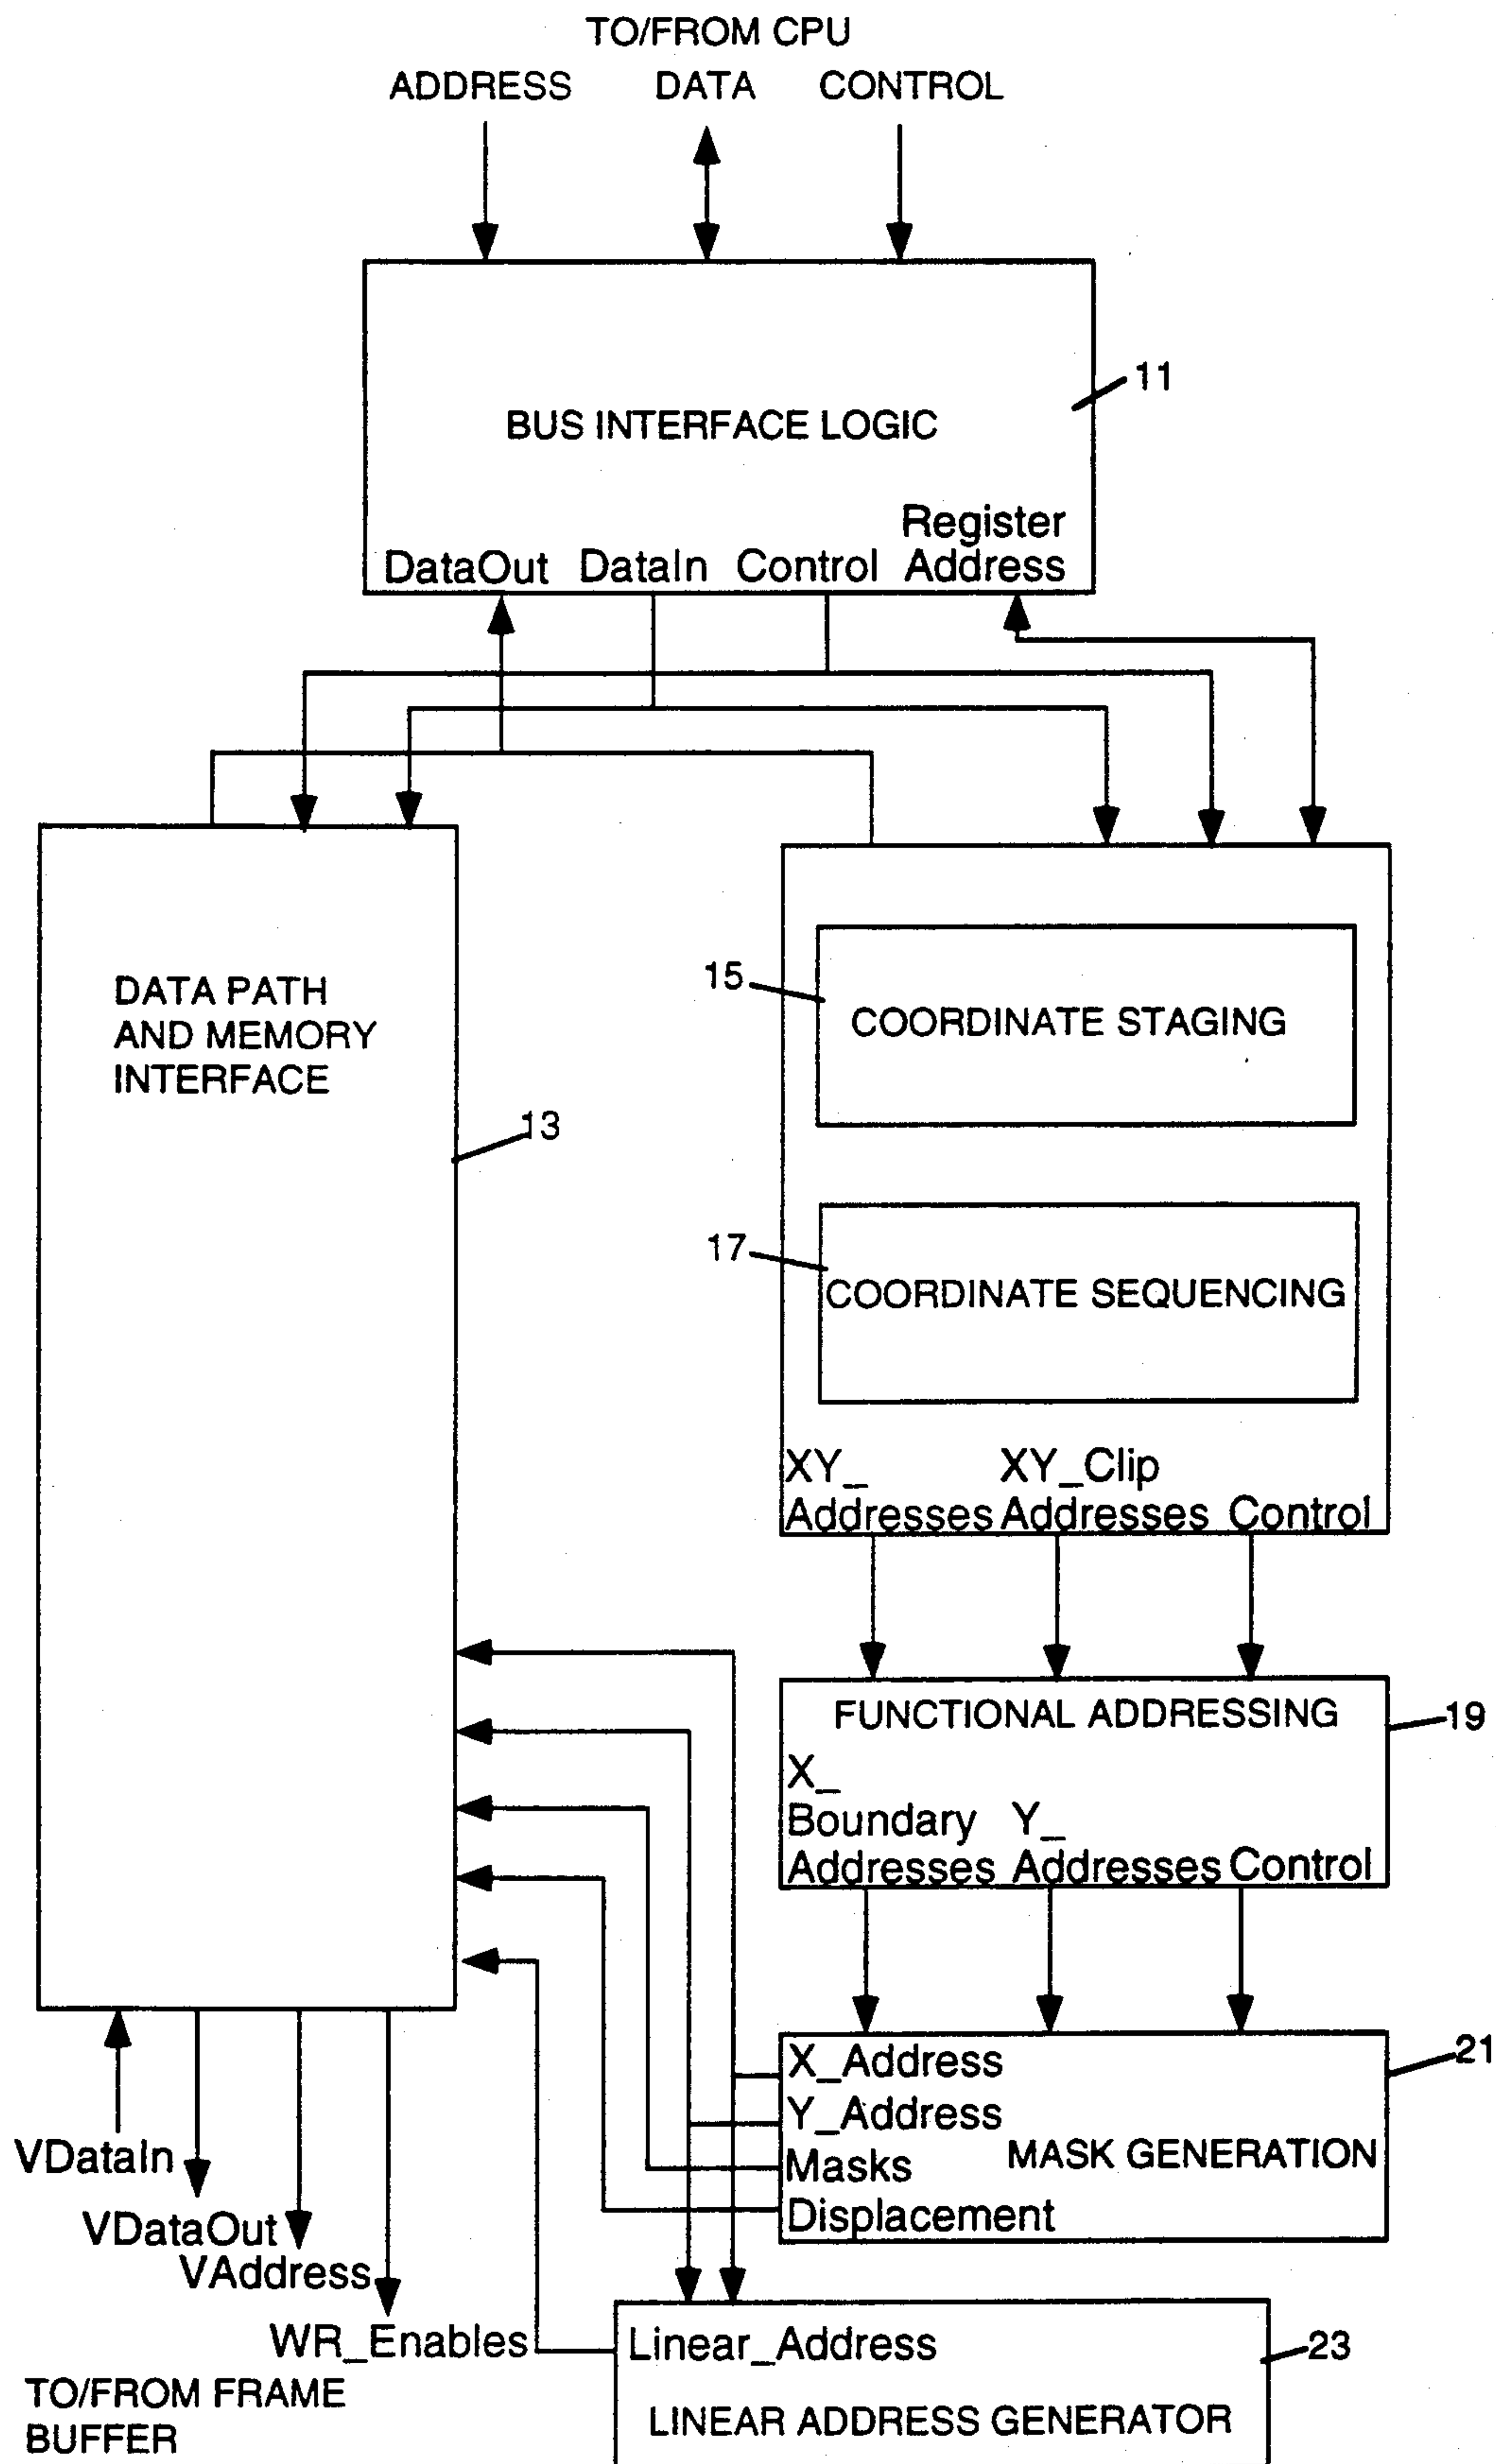 TO/FROM CPU
ADDRESS DATA CONTROL
11
BUS INTERFACE LOGIC
Register
DataOut DataIn Control Address
DATA PATH
AND MEMORY
INTERFACE
13
15
COORDINATE STAGING
17
COORDINATE SEQUENCING
XY_ XY_Clip
Addresses Addresses Control
FUNCTIONAL ADDRESSING
19
X_
Boundary Y_
Addresses Addresses Control
X_Address
21
Y_Address
MASK GENERATION
Masks
Displacement
VDataIn
VDataOut
VAddress
WR_Enables
TO/FROM FRAME
BUFFER
Linear_Address
23
LINEAR ADDRESS GENERATOR